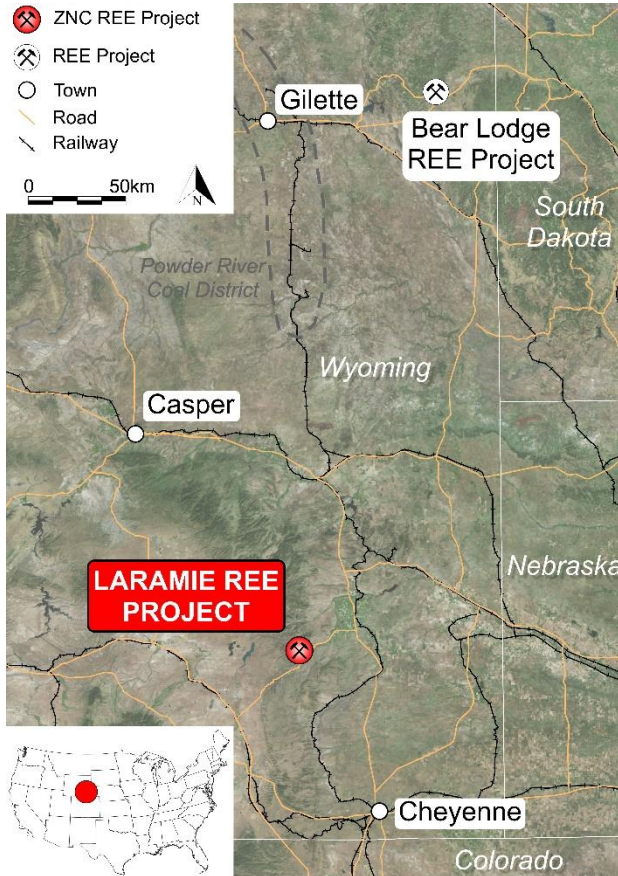 ZNC REE Project
REE Project
Town
Road
Railway
0
50km
N
Gilette
Bear Lodge
REE Project
South
Dakota
Powder River
Coal District
Wyoming
Casper
LARAMIE REE
PROJECT
Nebraska
Cheyenne
Colorado